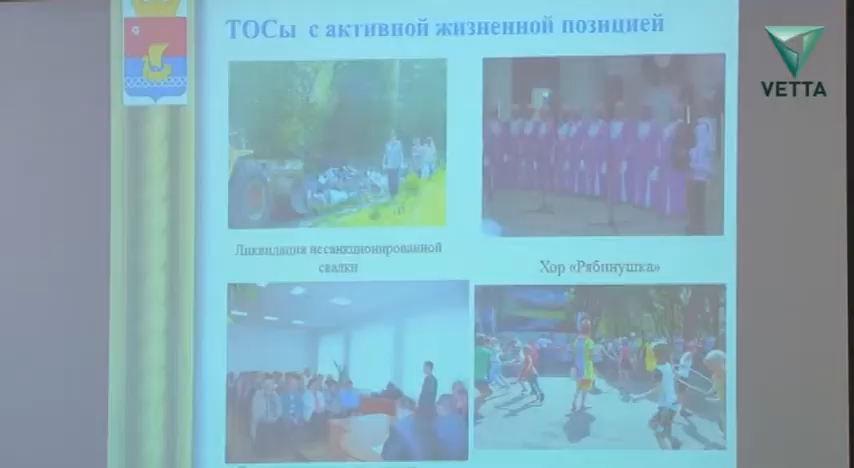 ТОСы с активной жизненной позицией
VETTA
Ликвидация несанкционированной
свалки
Хор «Рябинушка»